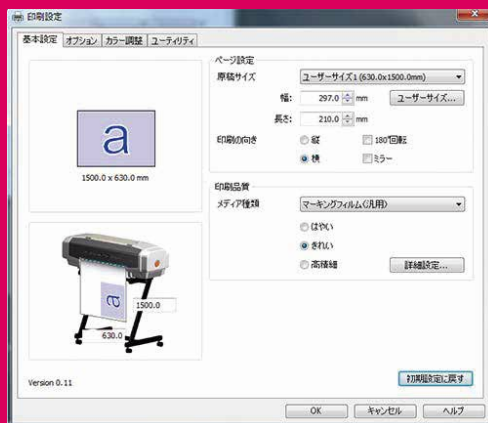 印刷設定
基本設定 オプション カラー調整 ユーティリティ
a
1500.0 x 630.0 mm
a
1500.0
630.0
Version 0.11
ページ設定
原稿サイズ ユーザーサイズ1 (630.0x1500.0mm)
幅: 297.0 mm ユーザーサイズ...
長さ: 210.0 mm
印刷の向き 縦 180°回転
横 ミラー
印刷品質
メディア種類 マーキングフィルム(汎用)
はやい
きれい
高精細 詳細設定...
初期設定に戻す
OK キャンセル ヘルプ